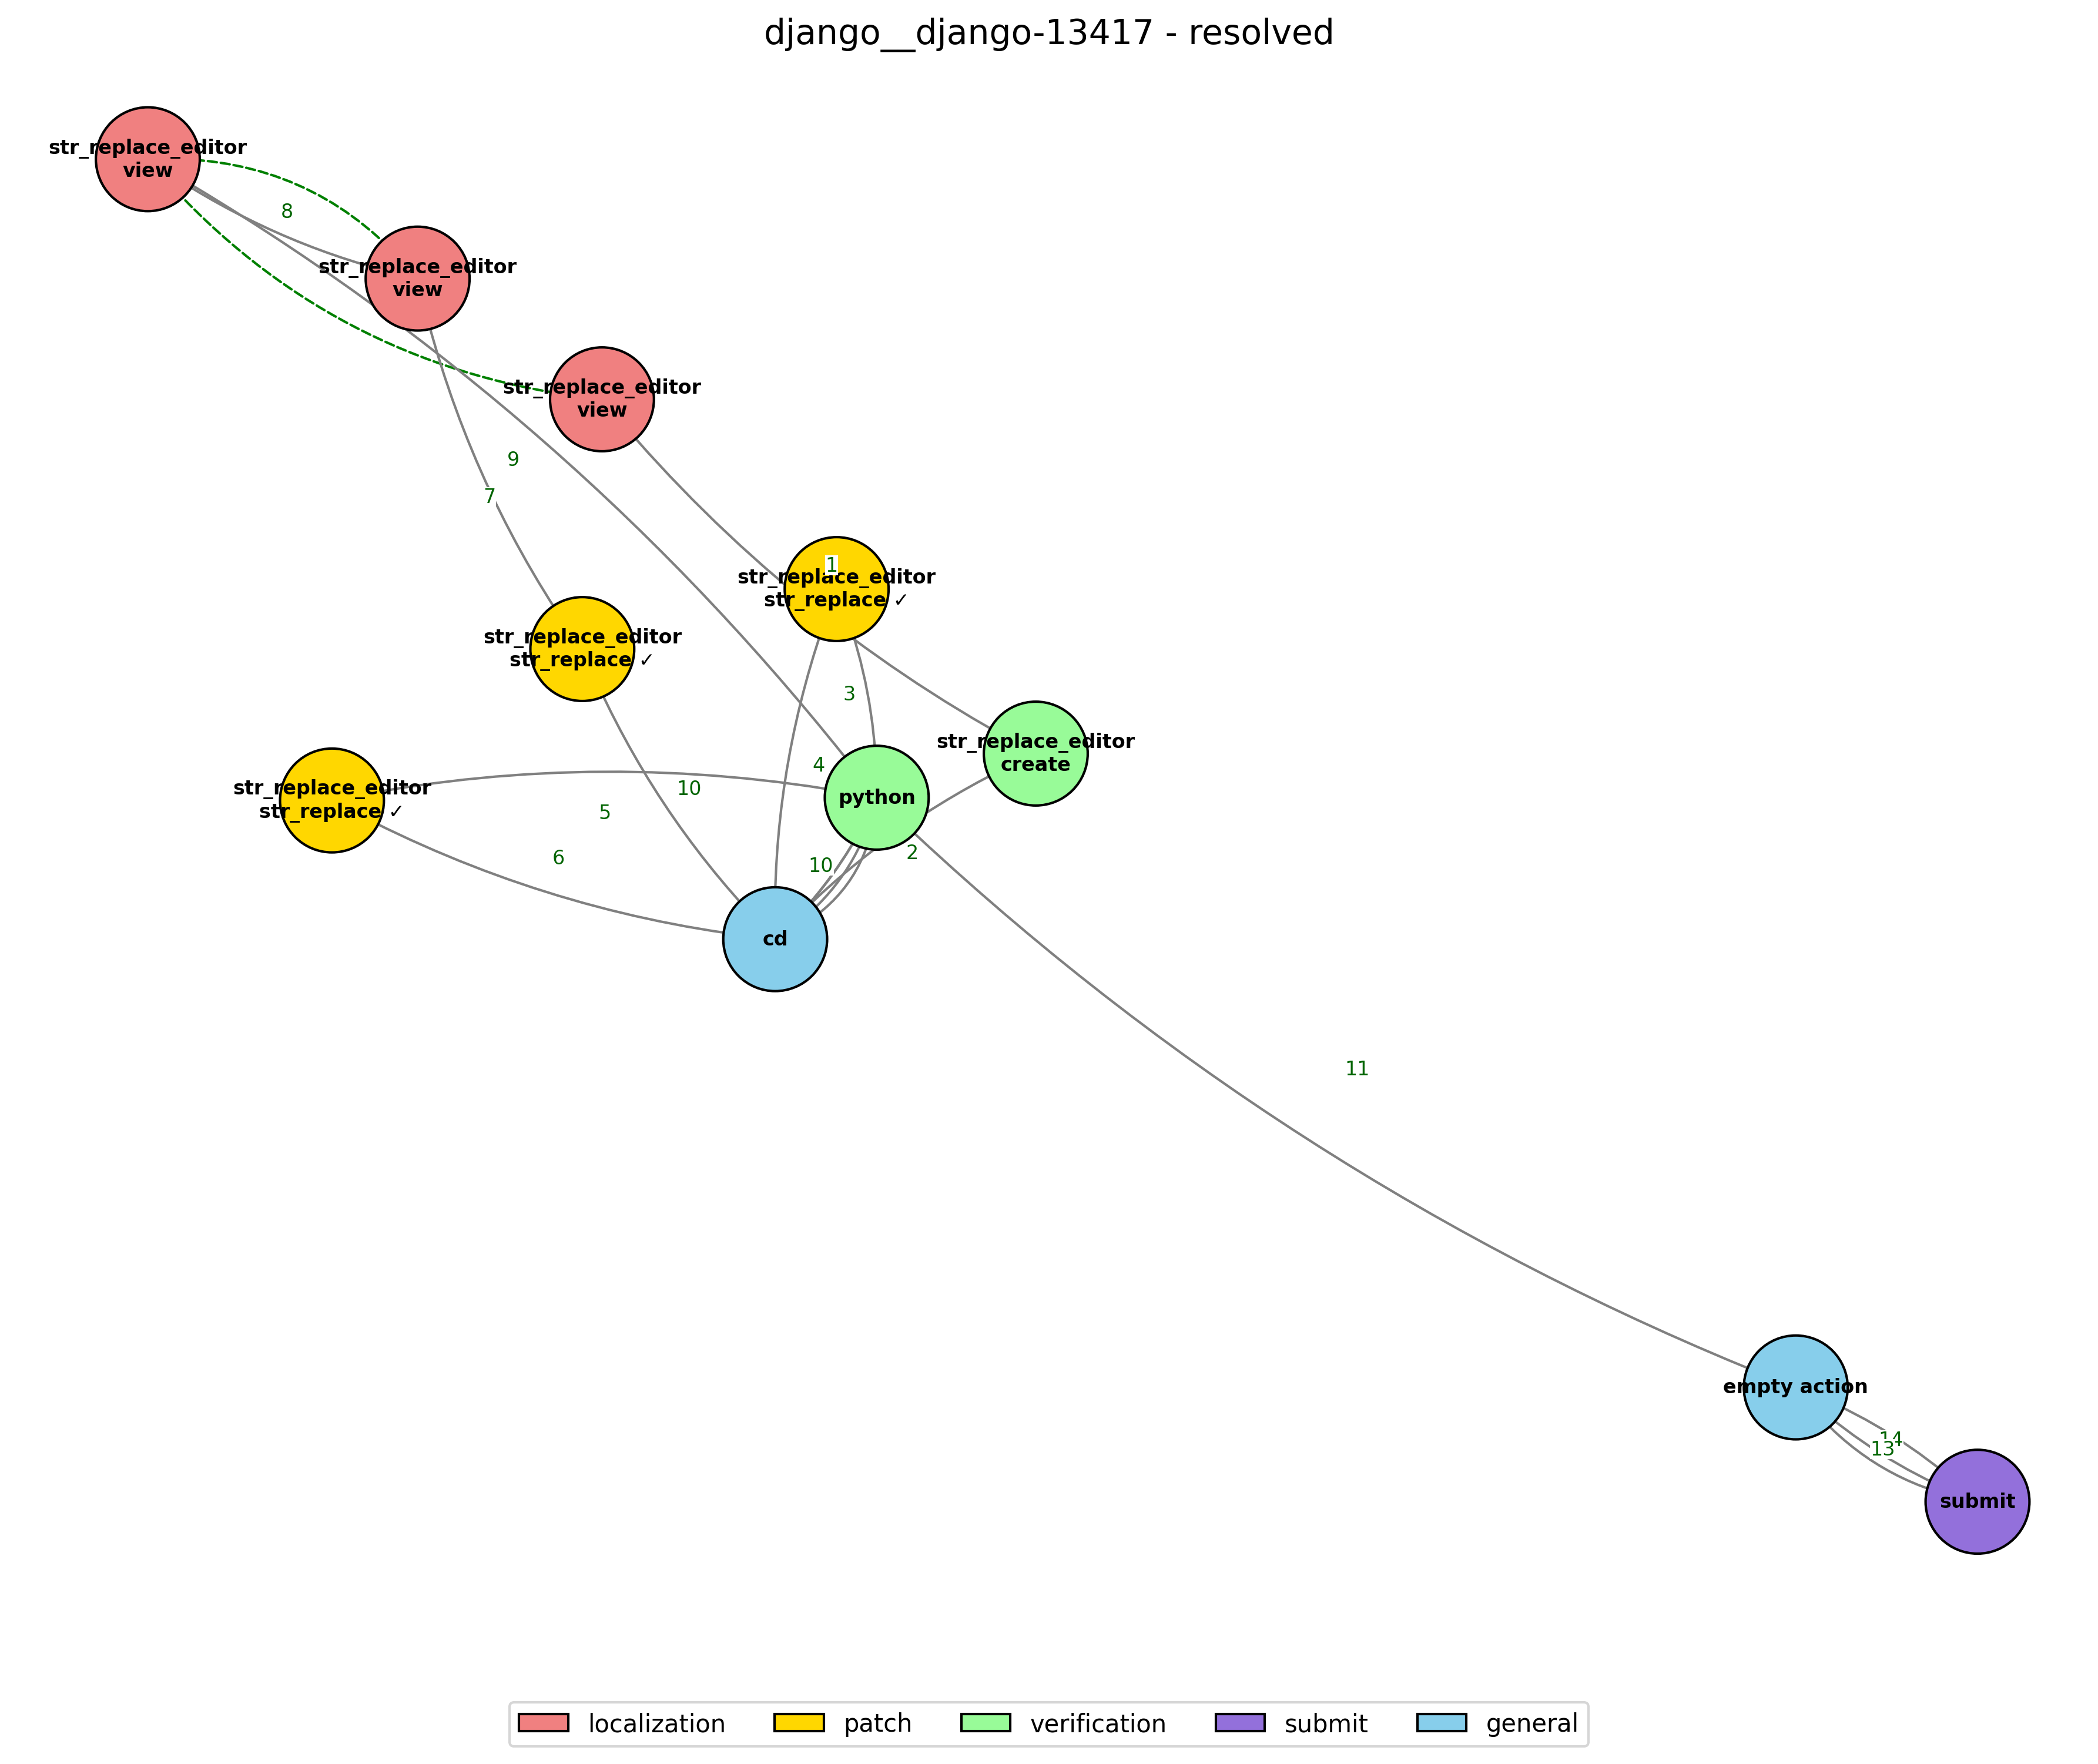 django__django-13417 - resolved
str_replace_editor
view
8
str_replace_editor
view
str_replace_editor
view
9
7
1
str_replace_editor
str_replace ✓
str_replace_editor
str_replace ✓
3
str_replace_editor
create
4
str_replace_editor
str_replace ✓
10
python
5
6
10
2
cd
11
empty action
14
13
submit
localization
patch
verification
submit
general